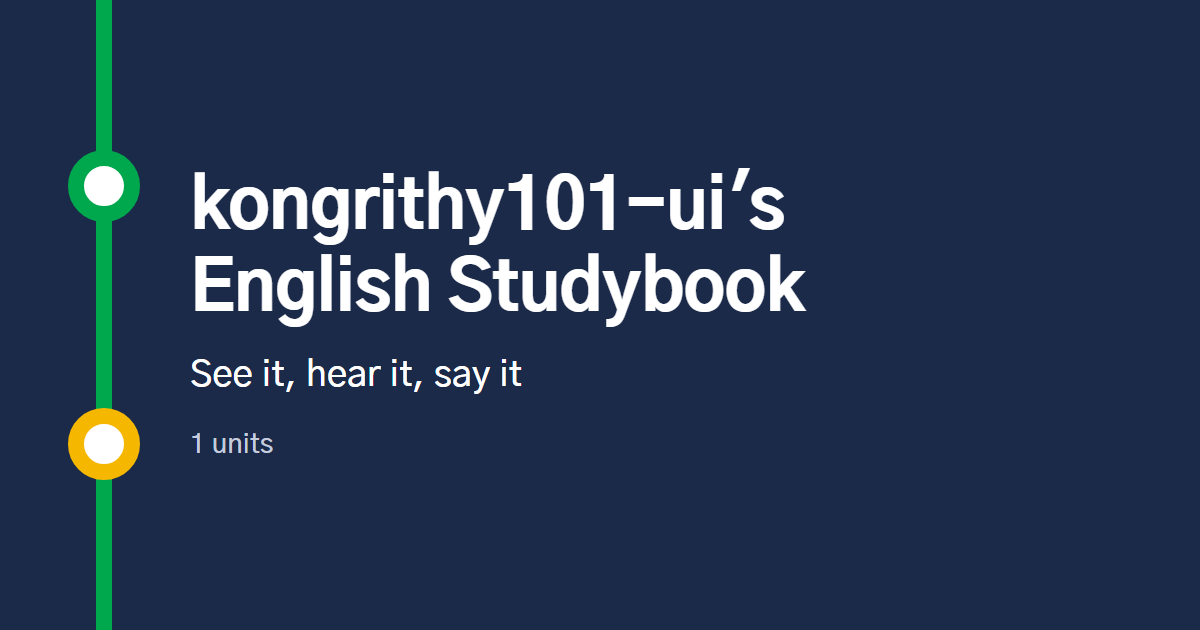 kongrithy101-ui’s
English Studybook
See it, hear it, say it
1 units